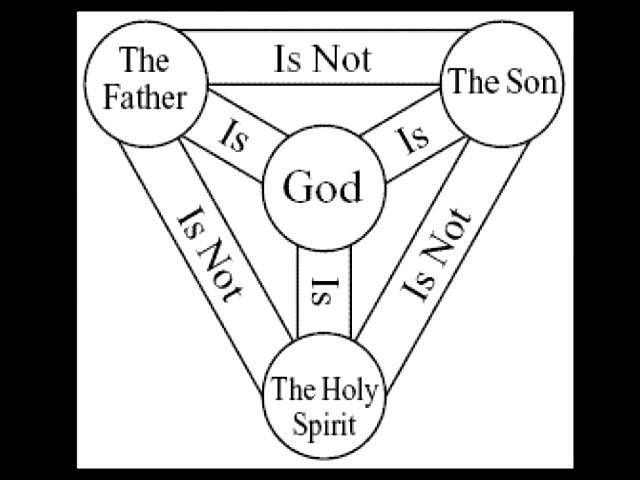 The
Father
Is Not
The Son
Is
Is
God
Is Not
Is
Is Not
The Holy
Spirit